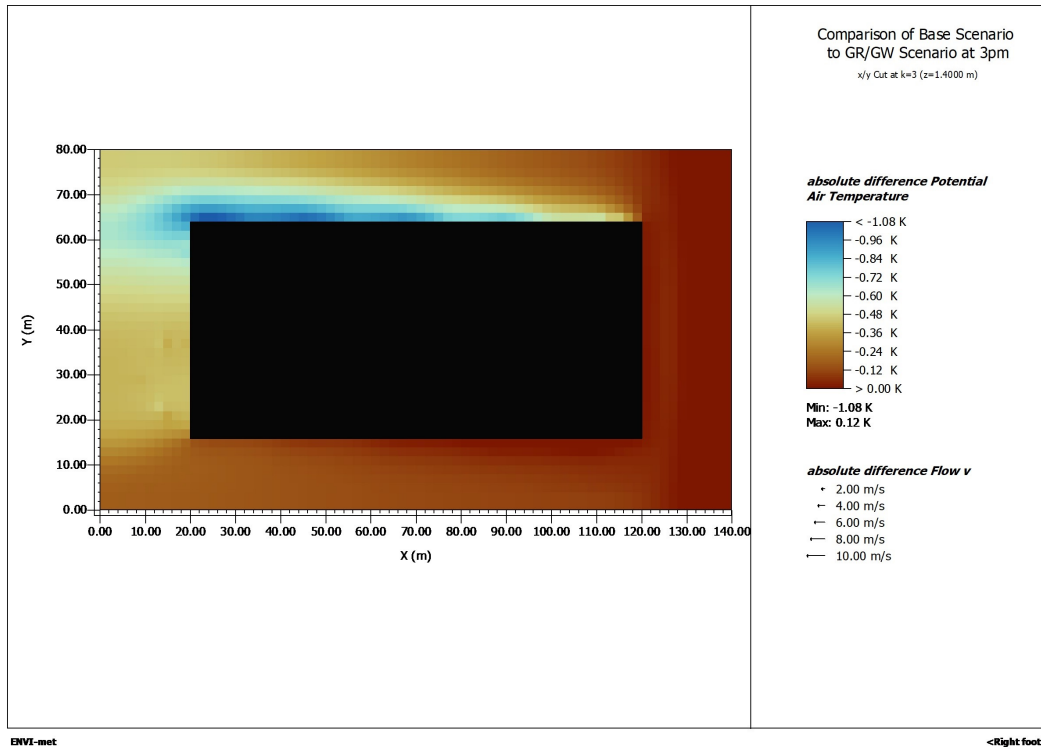 Comparison of Base Scenario
to GR/GW Scenario at 3pm
x/y Cut at k=3 (z=1.4000 m)
80.00
70.00
60.00
50.00
40.00
30.00
20.00
10.00
0.00
Y (m)
0.00 10.00 20.00 30.00 40.00 50.00 60.00 70.00 80.00 90.00 100.00 110.00 120.00 130.00 140.00
X (m)
absolute difference Potential
Air Temperature
< -1.08 K
-0.96 K
-0.84 K
-0.72 K
-0.60 K
-0.48 K
-0.36 K
-0.24 K
-0.12 K
> 0.00 K
Min: -1.08 K
Max: 0.12 K
absolute difference Flow v
2.00 m/s
4.00 m/s
6.00 m/s
8.00 m/s
10.00 m/s
ENVI-met
<Right foot